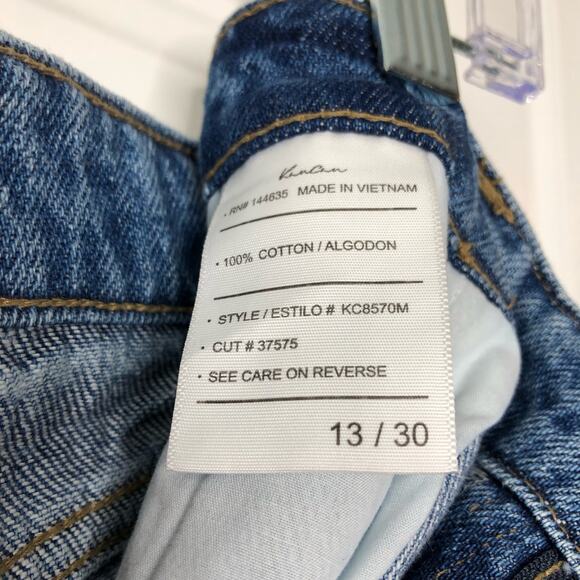 KanCan
• RN# 144635 MADE IN VIETNAM
• 100% COTTON / ALGODON
• STYLE / ESTILO # KC8570M
• CUT # 37575
• SEE CARE ON REVERSE
13 / 30